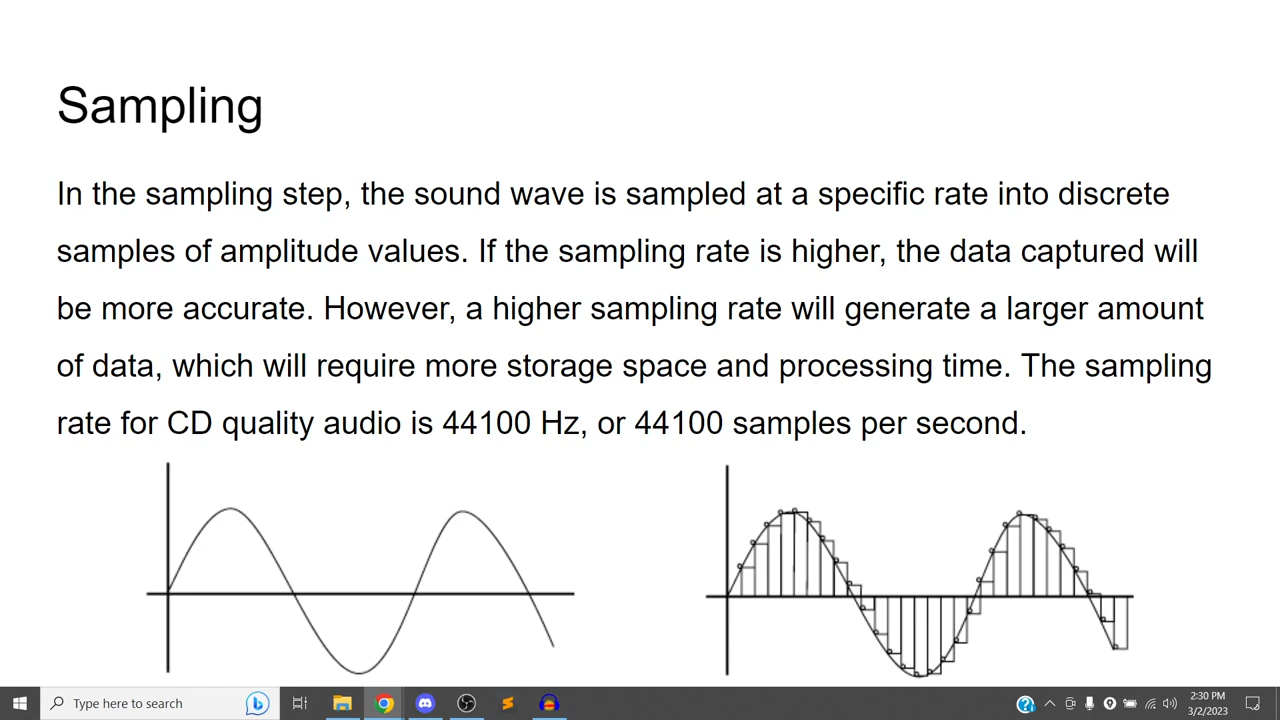 Sampling
In the sampling step, the sound wave is sampled at a specific rate into discrete
samples of amplitude values. If the sampling rate is higher, the data captured will
be more accurate. However, a higher sampling rate will generate a larger amount
of data, which will require more storage space and processing time. The sampling
rate for CD quality audio is 44100 Hz, or 44100 samples per second.
Type here to search
2:30 PM
3/2/2023